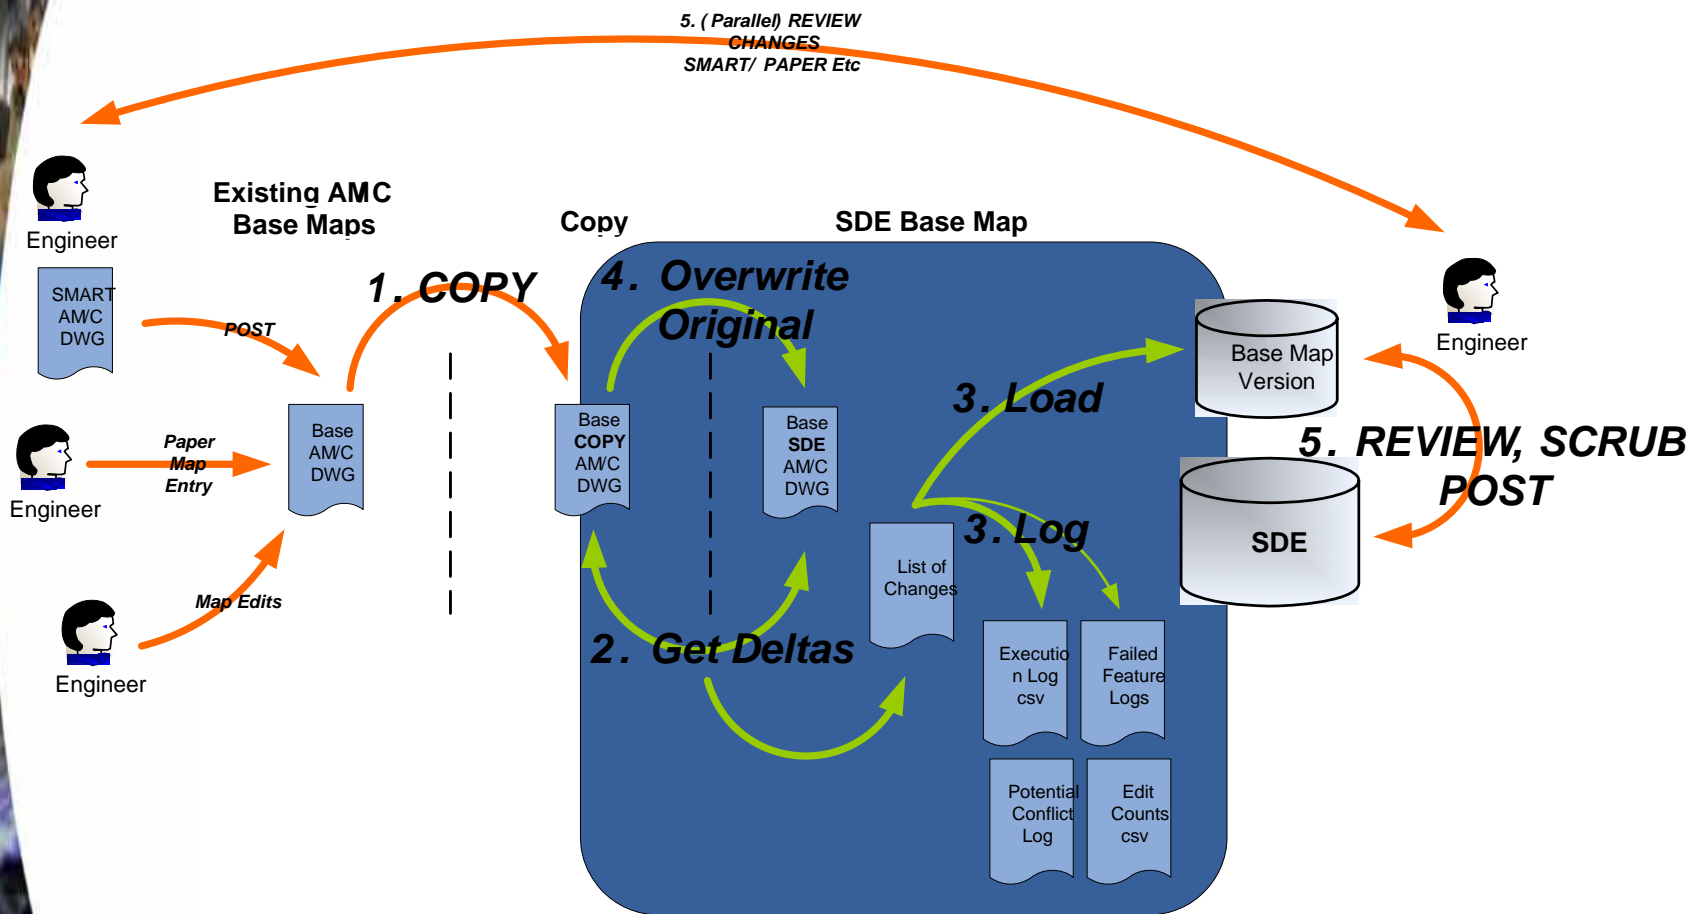 5. ( Parallel) REVIEW
CHANGES
SMART/ PAPER Etc
Engineer
Existing AMC
Base Maps
Copy
SDE Base Map
SMART
AM/C
DWG
POST
1. COPY
4. Overwrite
Original
Engineer
Base Map
Version
3. Load
Paper
Map
Entry
Engineer
Base
AM/C
DWG
Base
COPY
AM/C
DWG
Base
SDE
AM/C
DWG
5. REVIEW, SCRUB
POST
SDE
3. Log
List of
Changes
Map Edits
Engineer
2. Get Deltas
Executio
n Log
csv
Failed
Feature
Logs
Potential
Conflict
Log
Edit
Counts
csv